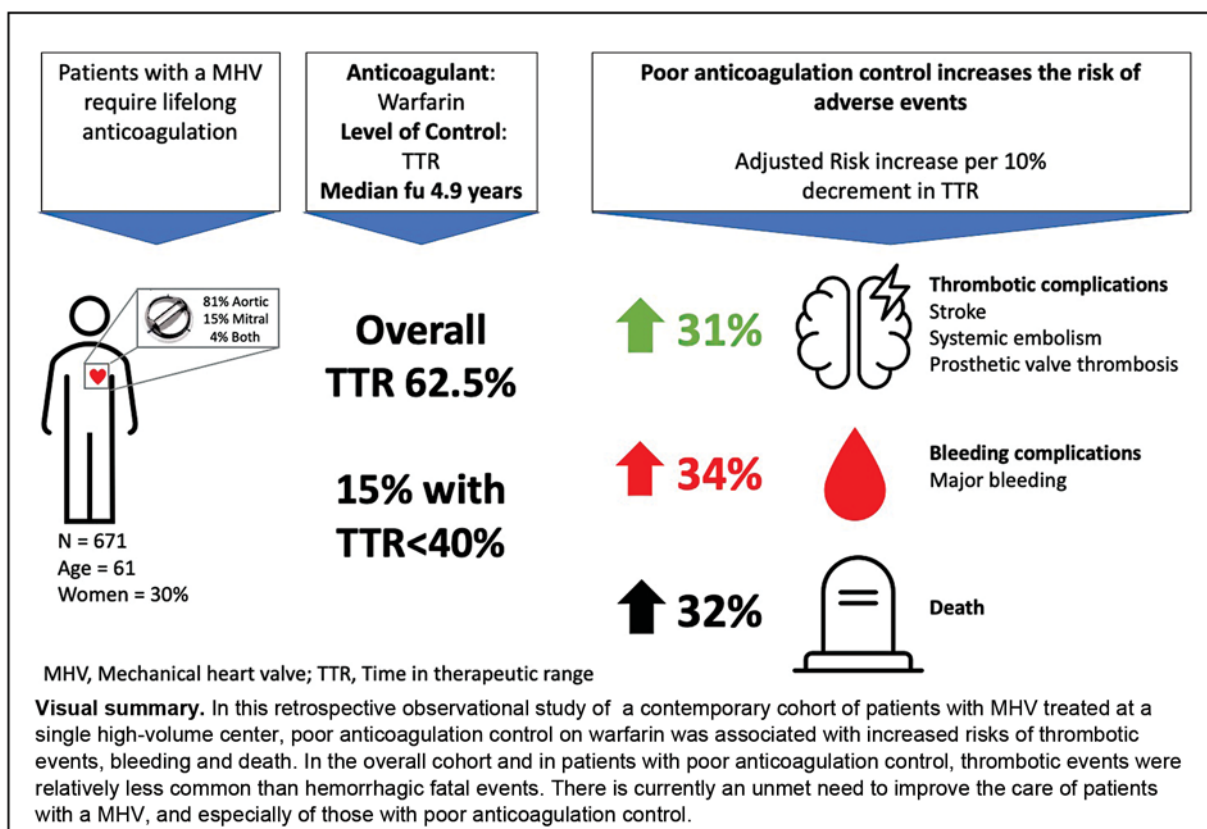 Patients with a MHV
require lifelong
anticoagulation
Anticoagulant:
Warfarin
Level of Control:
TTR
Median fu 4.9 years
Poor anticoagulation control increases the risk of
adverse events
Adjusted Risk increase per 10%
decrement in TTR
81% Aortic
15% Mitral
4% Both
N = 671
Age = 61
Women = 30%
Overall
TTR 62.5%
15% with
TTR<40%
31%
Thrombotic complications
Stroke
Systemic embolism
Prosthetic valve thrombosis
34%
Bleeding complications
Major bleeding
32%
Death
MHV, Mechanical heart valve; TTR, Time in therapeutic range
Visual summary. In this retrospective observational study of a contemporary cohort of patients with MHV treated at a
single high-volume center, poor anticoagulation control on warfarin was associated with increased risks of thrombotic
events, bleeding and death. In the overall cohort and in patients with poor anticoagulation control, thrombotic events were
relatively less common than hemorrhagic fatal events. There is currently an unmet need to improve the care of patients
with a MHV, and especially of those with poor anticoagulation control.